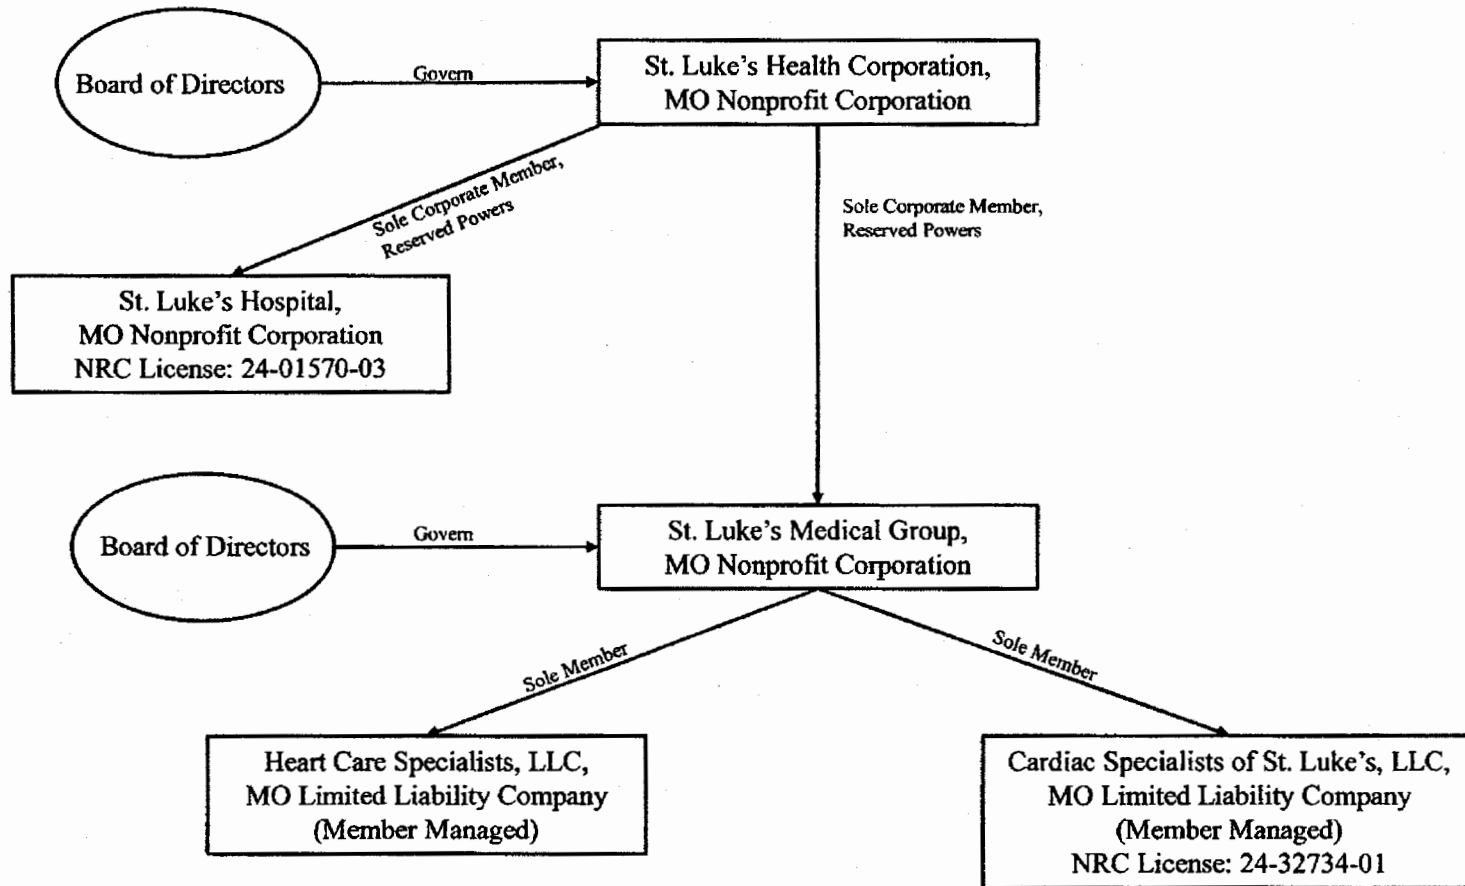 Board of Directors
Govern
St. Luke's Health Corporation,
MO Nonprofit Corporation
Sole Corporate Member,
Reserved Powers
Sole Corporate Member,
Reserved Powers
St. Luke's Hospital,
MO Nonprofit Corporation
NRC License: 24-01570-03
Board of Directors
Govern
St. Luke's Medical Group,
MO Nonprofit Corporation
Sole Member
Sole Member
Heart Care Specialists, LLC,
MO Limited Liability Company
(Member Managed)
Cardiac Specialists of St. Luke's, LLC,
MO Limited Liability Company
(Member Managed)
NRC License: 24-32734-01